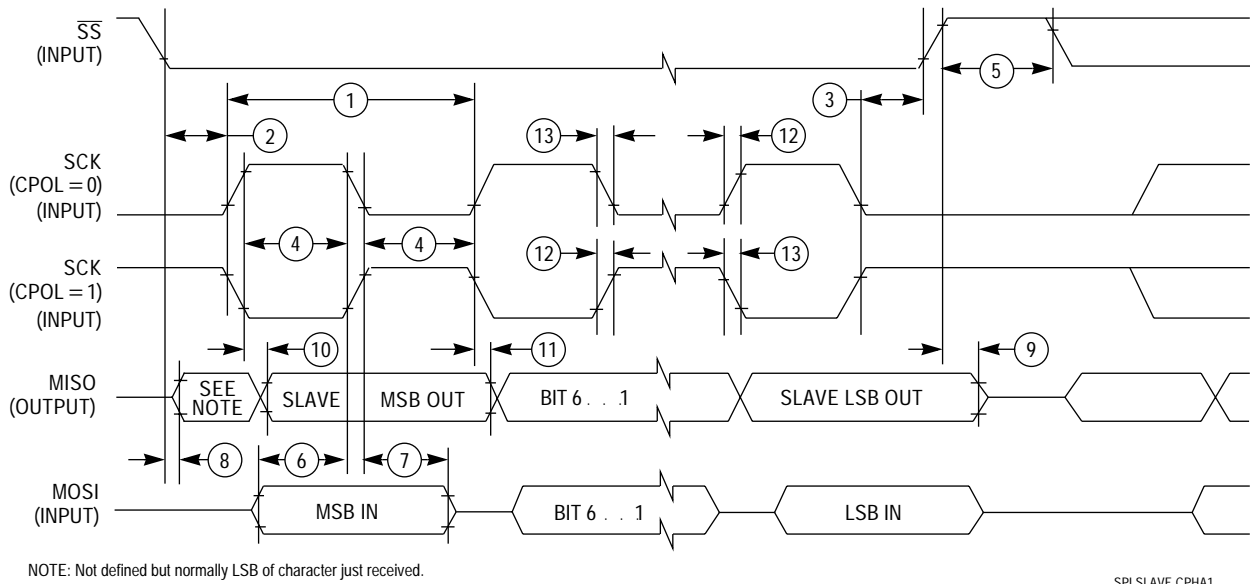 SS
(INPUT)
5
1
3
2
13
12
SCK
(CPOL = 0)
(INPUT)
4
4
SCK
(CPOL = 1)
(INPUT)
12
13
10
11
9
MISO
(OUTPUT)
SEE
NOTE
SLAVE
MSB OUT
BIT 6 . . . 1
SLAVE LSB OUT
8
6
7
MOSI
(INPUT)
MSB IN
BIT 6 . . . 1
LSB IN
NOTE: Not defined but normally LSB of character just received.
SPI SLAVE CPHA1